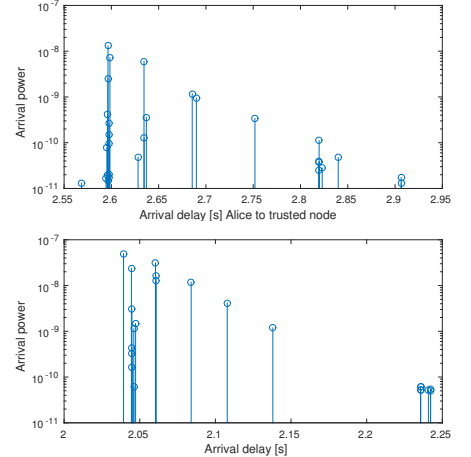 10-7
10-8
10-9
10-10
10-11
Arrival power
2.55 2.6 2.65 2.7 2.75 2.8 2.85 2.9 2.95
Arrival delay [s] Alice to trusted node
10-7
10-8
10-9
10-10
10-11
Arrival power
2 2.05 2.1 2.15 2.2 2.25
Arrival delay [s]